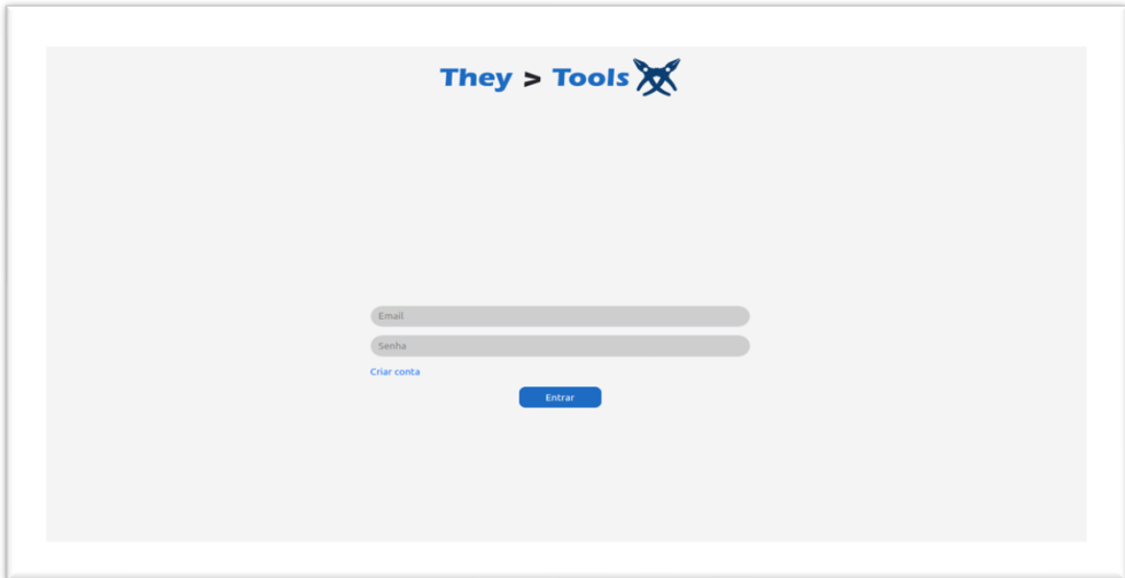 They > Tools
Email
Senha
Criar conta
Entrar